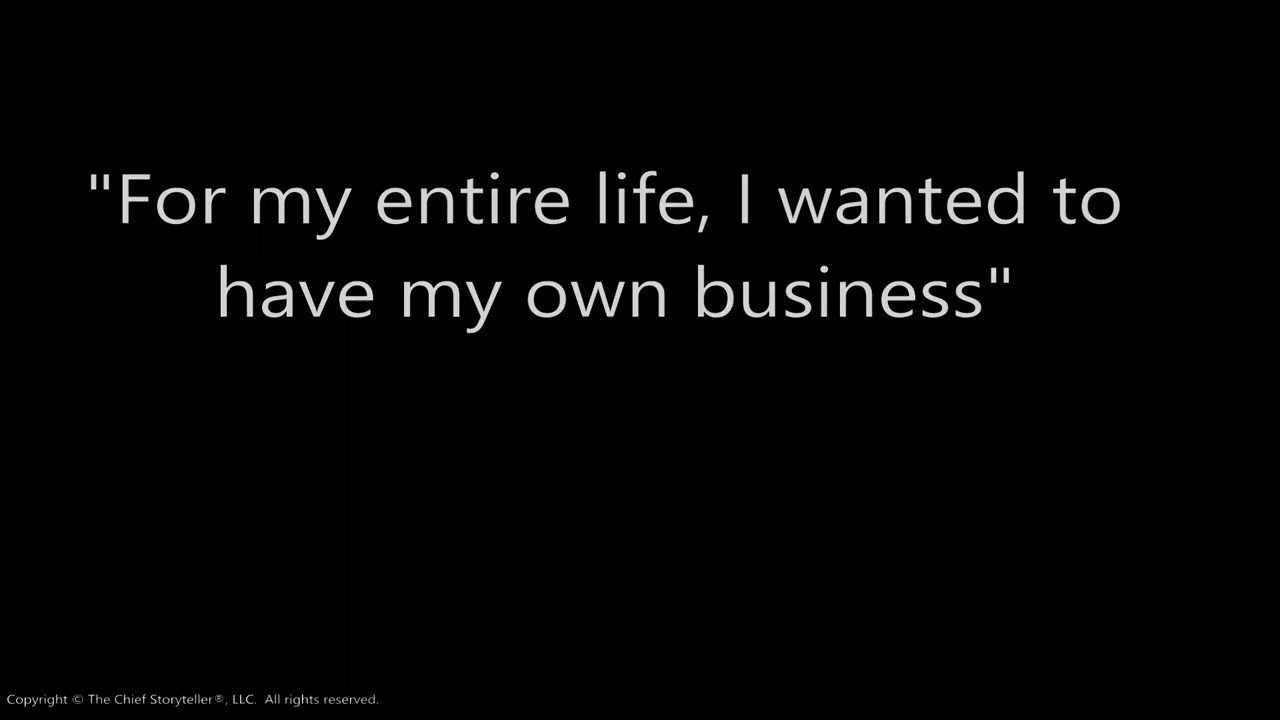 "For my entire life, I wanted to
have my own business"
Copyright © The Chief Storyteller®, LLC. All rights reserved.